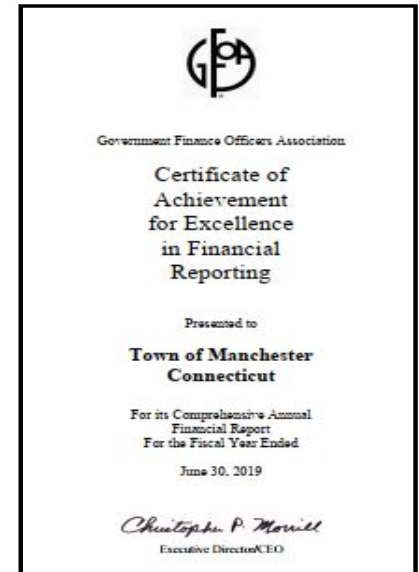 GFOA
Government Finance Officers Association
Certificate of
Achievement
for Excellence
in Financial
Reporting
Presented to
Town of Manchester
Connecticut
For its Comprehensive Annual
Financial Report
For the Fiscal Year Ended
June 30, 2019
Christopher P. Morrill
Executive Director/CEO